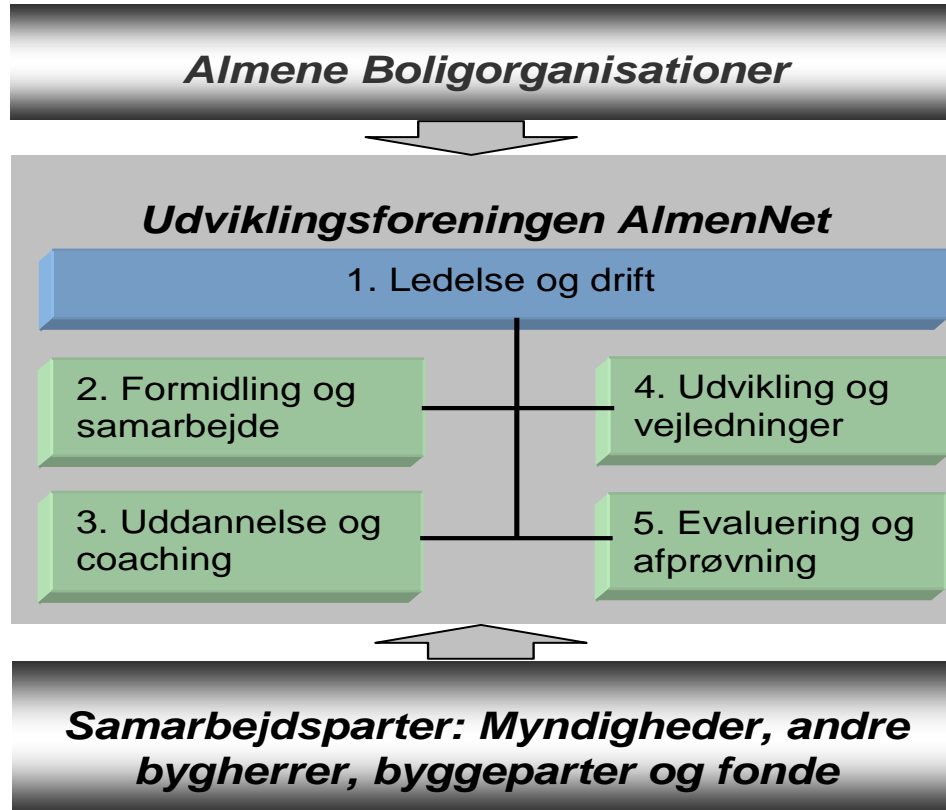 Almene Boligorganisationer
Udviklingsforeningen AlmenNet
1. Ledelse og drift
2. Formidling og
samarbejde
3. Uddannelse og
coaching
4. Udvikling og
vejledninger
5. Evaluering og
afprøvning
Samarbejdsparter: Myndigheder, andre
bygherrer, byggeparter og fonde